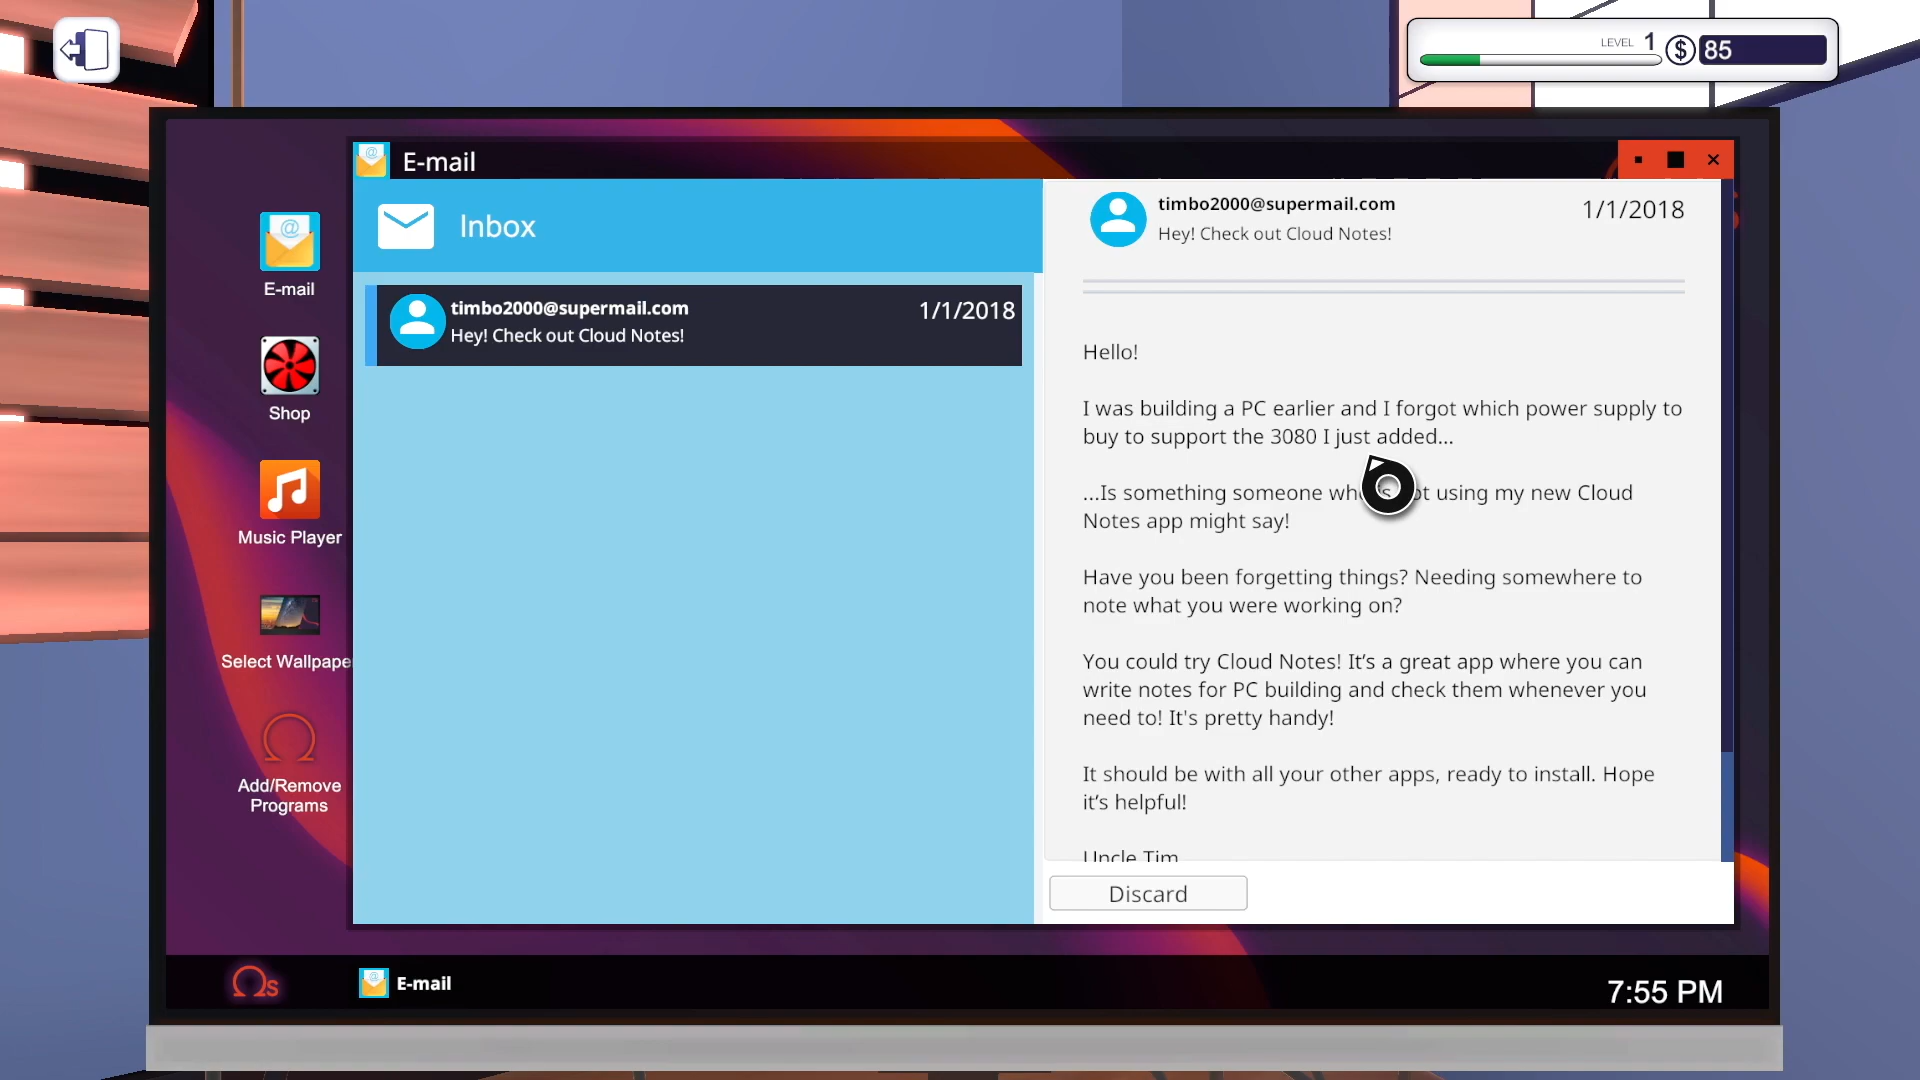 LEVEL 1 $ 85
E-mail
Inbox
timbo2000@supermail.com 1/1/2018
Hey! Check out Cloud Notes!
timbo2000@supermail.com 1/1/2018
Hey! Check out Cloud Notes!
Hello!
I was building a PC earlier and I forgot which power supply to
buy to support the 3080 I just added...
...Is something someone who is not using my new Cloud
Notes app might say!
Have you been forgetting things? Needing somewhere to
note what you were working on?
You could try Cloud Notes! It’s a great app where you can
write notes for PC building and check them whenever you
need to! It's pretty handy!
It should be with all your other apps, ready to install. Hope
it’s helpful!
Uncle Tim
Discard
E-mail
Shop
Music Player
Select Wallpape
Add/Remove
Programs
Ωs
E-mail
7:55 PM